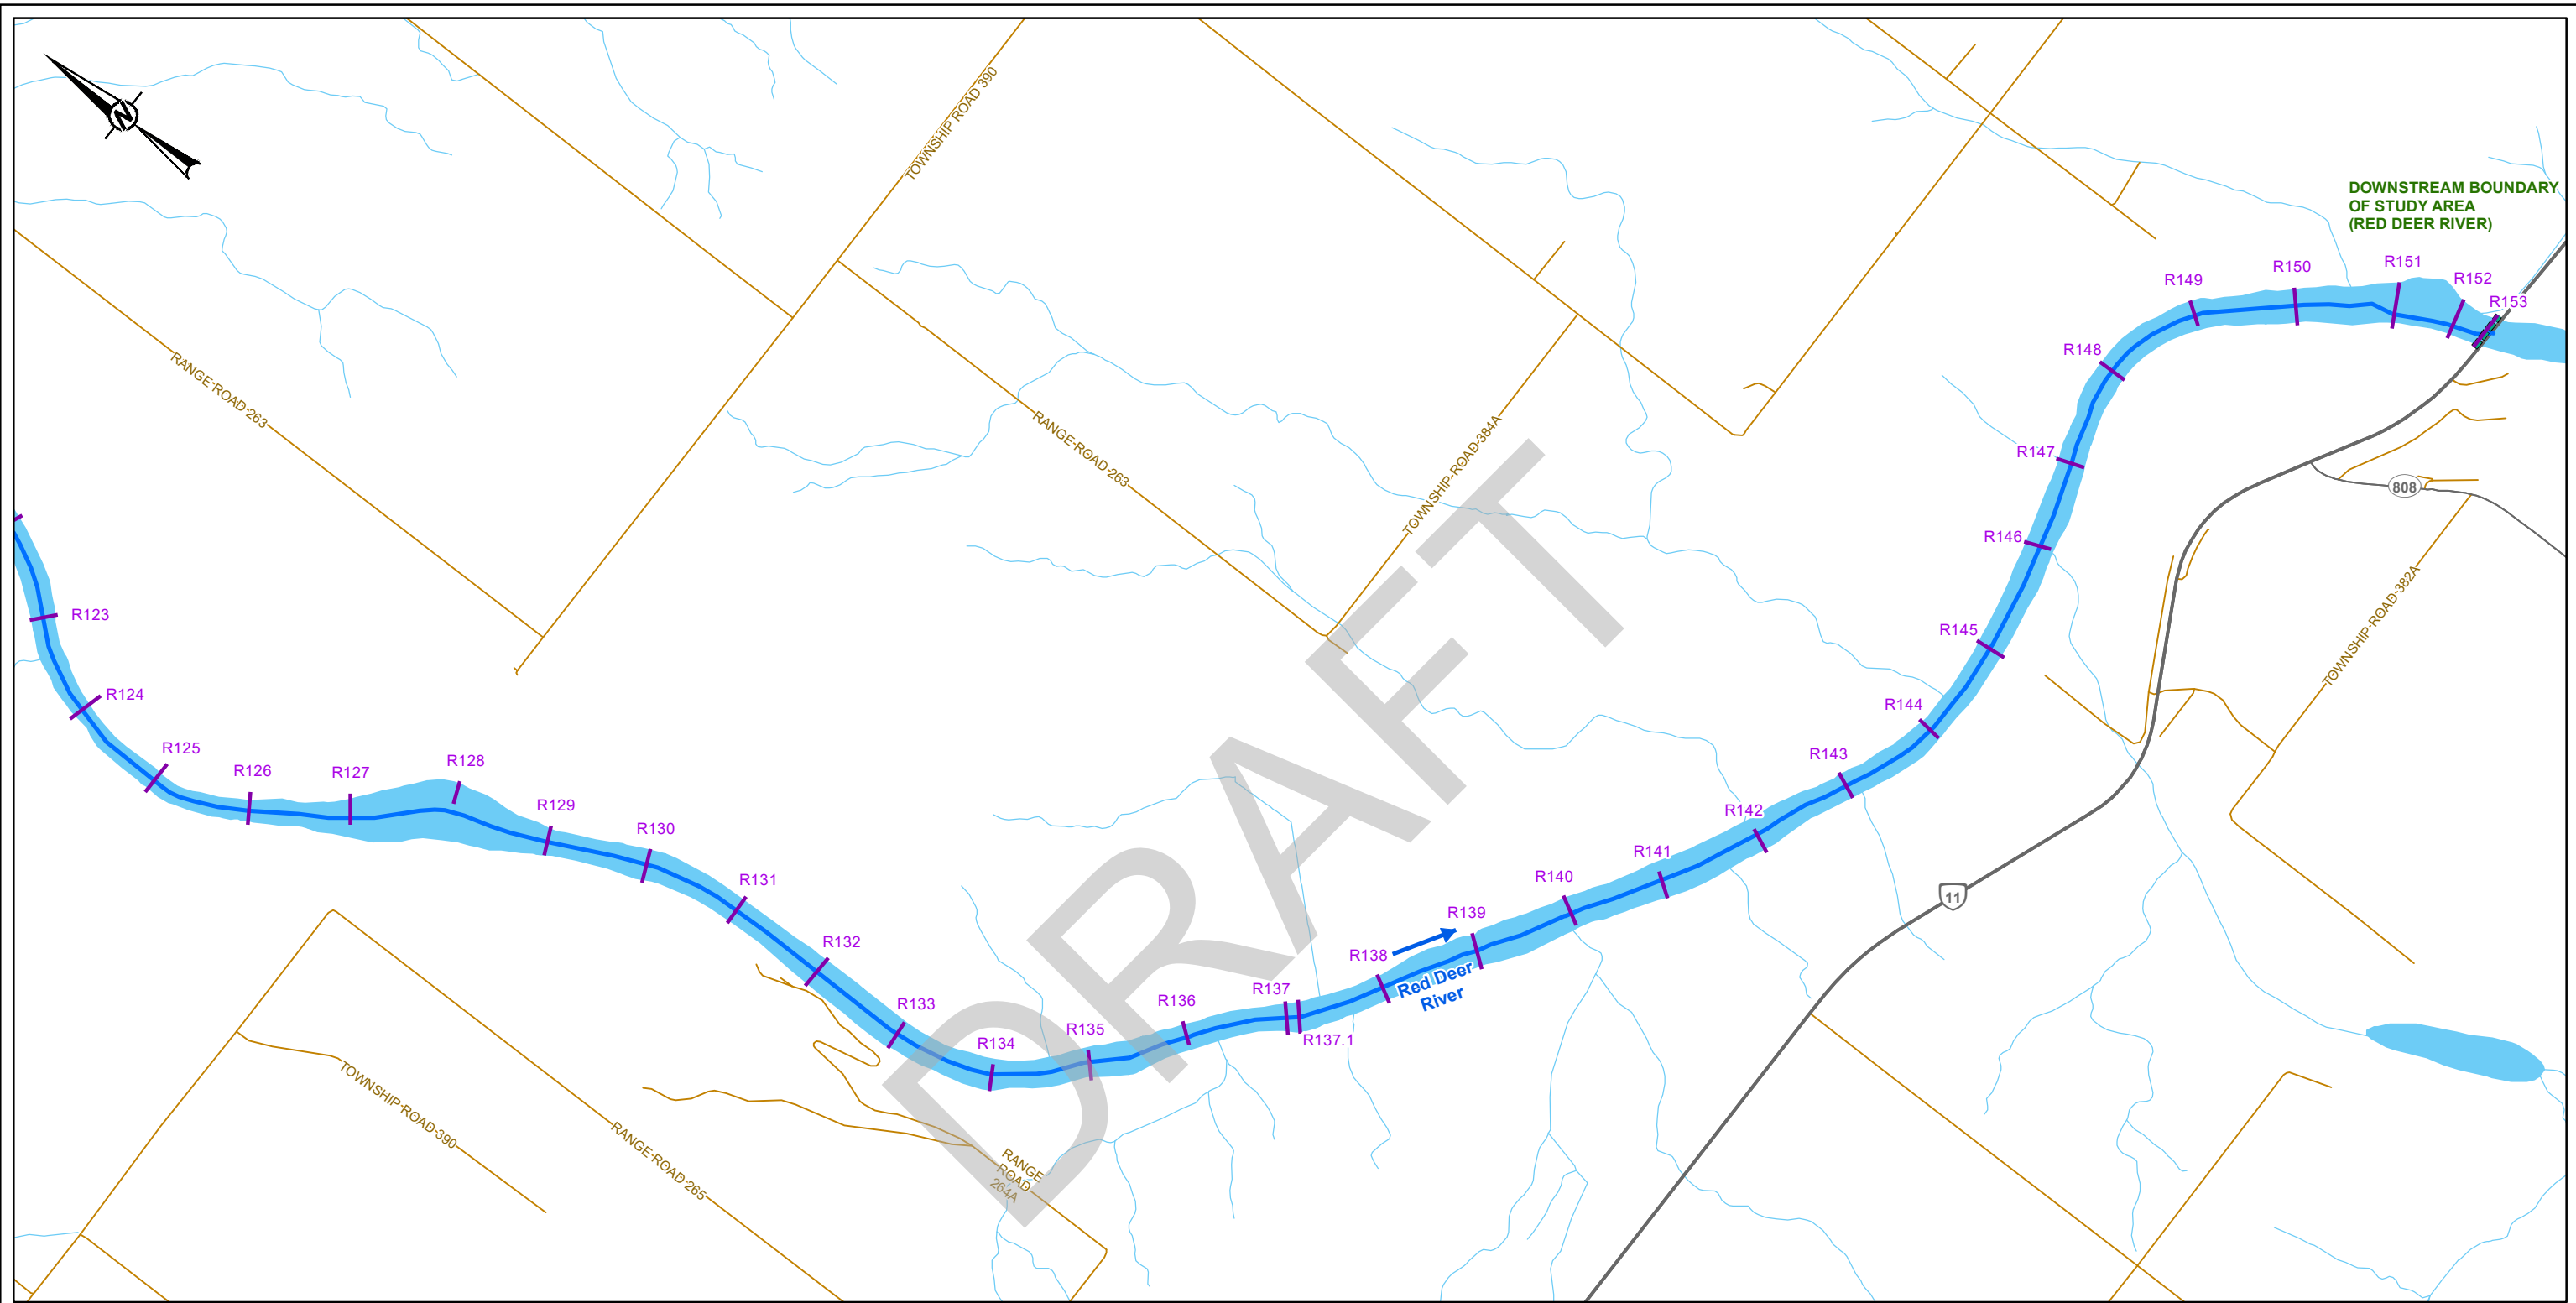 N
TOWNSHIP ROAD 390
DOWNSTREAM BOUNDARY
OF STUDY AREA
(RED DEER RIVER)
R151
R150
R152
R149
R153
R148
RANGE ROAD 263
RANGE ROAD 263
TOWNSHIP ROAD 384A
R147
808
R146
TOWNSHIP ROAD 382A
R123
R145
R124
R144
R125
R143
R128
R126
R127
R129
R142
R130
R141
R131
R140
11
R139
R132
R138
Red Deer
River
R137
R136
R133
R135
R137.1
R134
TOWNSHIP ROAD 390
RANGE ROAD 265
RANGE
ROAD
264A
DRAFT